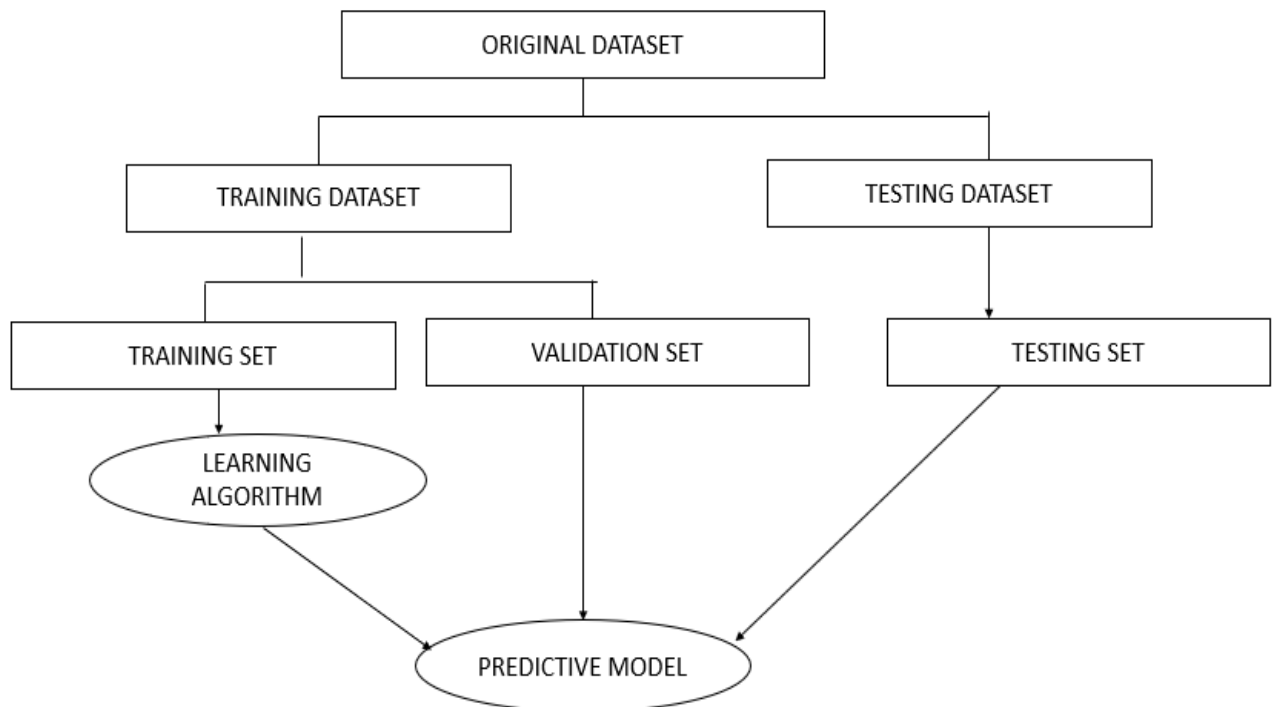 ORIGINAL DATASET
TRAINING DATASET
TESTING DATASET
TRAINING SET
VALIDATION SET
TESTING SET
LEARNING
ALGORITHM
PREDICTIVE MODEL